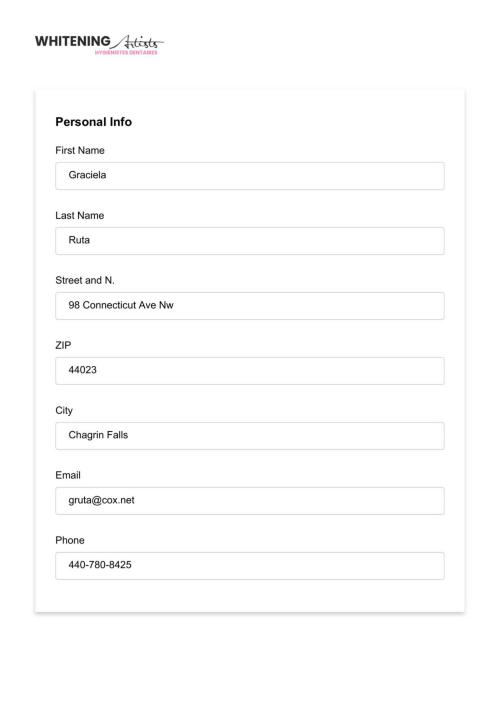 WHITENING Artists
HYGIÉNISTES DENTAIRES
Personal Info
First Name
Graciela
Last Name
Ruta
Street and N.
98 Connecticut Ave Nw
ZIP
44023
City
Chagrin Falls
Email
gruta@cox.net
Phone
440-780-8425